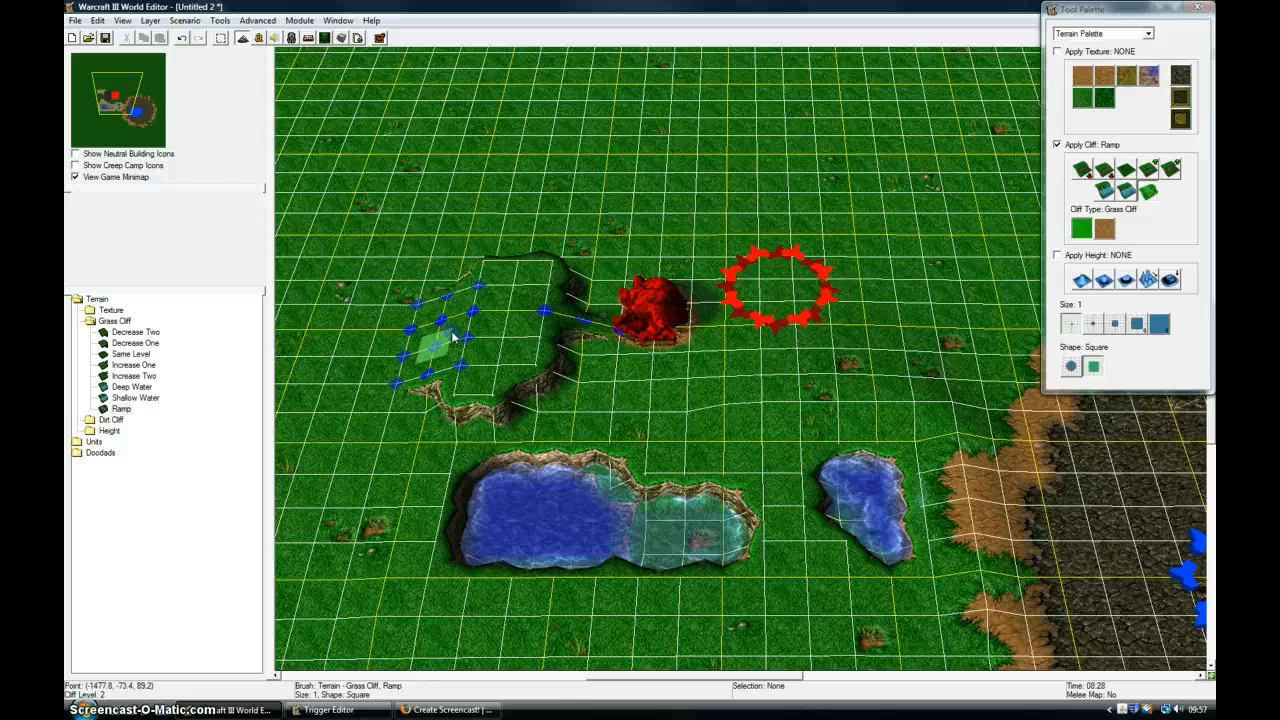 Warcraft III World Editor - [Untitled 2 *]
File Edit View Layer Scenario Tools Advanced Module Window Help
Show Neutral Building Icons
Show Creep Camp Icons
View Game Minimap
Terrain
Texture
Grass Cliff
Decrease Two
Decrease One
Same Level
Increase One
Increase Two
Deep Water
Shallow Water
Ramp
Dirt Cliff
Height
Units
Doodads
Tool Palette
Terrain Palette
Apply Texture: NONE
Apply Cliff: Ramp
Cliff Type: Grass Cliff
Apply Height: NONE
Size: 1
Shape: Square
Point: (-1477.8, -73.4, 89.2)
Cliff Level: 2
Brush: Terrain - Grass Cliff, Ramp
Size: 1, Shape: Square
Selection: None
Time: 08:28
Melee Map: No
Screencast-O-Matic.com
raft III World E...
Trigger Editor
Create Screencast! | ...
09:57